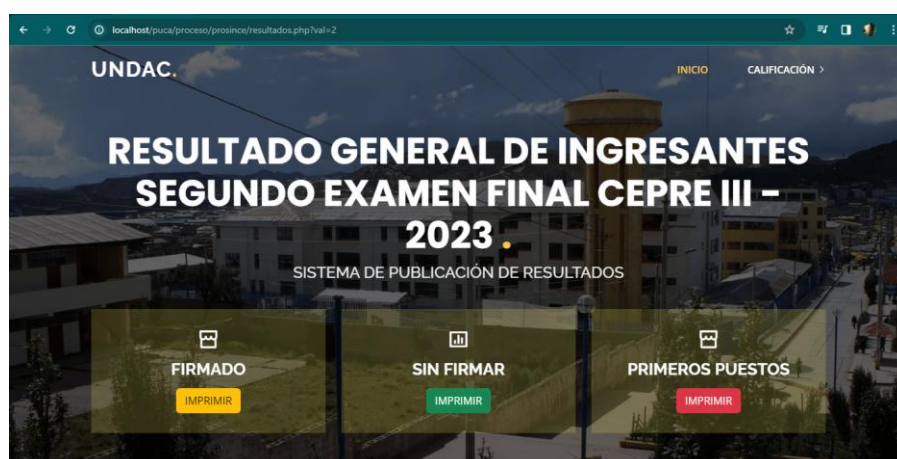 localhost/puca/proceso/prosince/resultados.php?val=2
UNDAC.
INICIO
CALIFICACIÓN >
RESULTADO GENERAL DE INGRESANTES
SEGUNDO EXAMEN FINAL CEPRE III –
2023 .
SISTEMA DE PUBLICACIÓN DE RESULTADOS
FIRMADO
IMPRIMIR
SIN FIRMAR
IMPRIMIR
PRIMEROS PUESTOS
IMPRIMIR